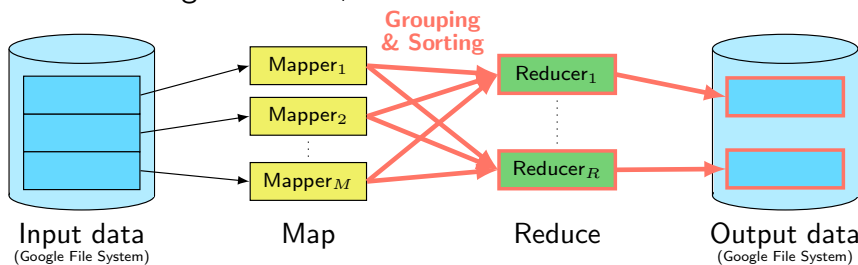 Grouping
& Sorting
Mapper₁
Mapper₂
Mapper_M
Reducer₁
Reducer_R
Input data
(Google File System)
Map
Reduce
Output data
(Google File System)